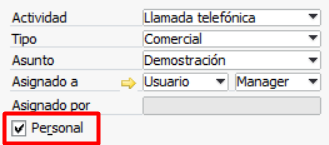 Actividad Llamada telefónica
Tipo Comercial
Asunto Demostración
Asignado a Usuario Manager
Asignado por
Personal